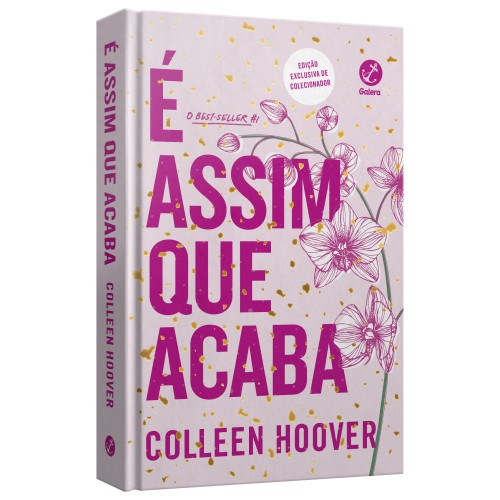 É ASSIM QUE ACABA
COLLEEN HOOVER
EDIÇÃO
EXCLUSIVA DE
COLECIONADOR
Galera
É
O BEST-SELLER #1
ASSIM
QUE
ACABA
COLLEEN HOOVER